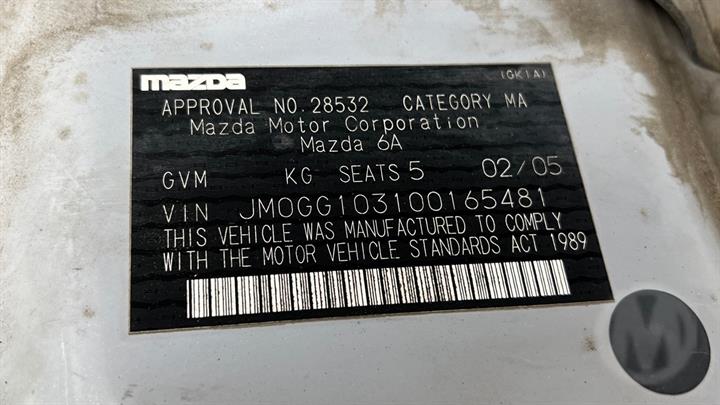 mazda
(GK1A)
APPROVAL NO.28532 CATEGORY MA
Mazda Motor Corporation
Mazda 6A
GVM KG SEATS 5 02/05
VIN JM0GG103100165481
THIS VEHICLE WAS MANUFACTURED TO COMPLY
WITH THE MOTOR VEHICLE STANDARDS ACT 1989
M